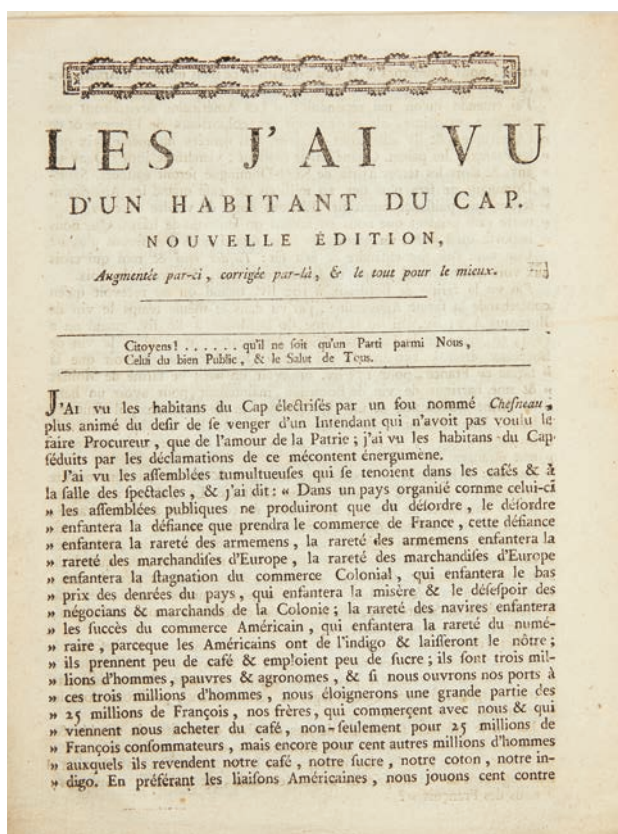 LES J'AI VU
D'UN HABITANT DU CAP.
NOUVELLE ÉDITION,
Augmentée par-ci, corrigée par-là, & le tout pour le mieux.
Citoyens! . . . . . . qu'il ne ſoit qu'un Parti parmi Nous,
Celui du bien Public, & le Salut de Tous.
J'AI vu les habitans du Cap électriſés par un fou nommé Cheſneau,
plus animé du deſir de ſe venger d'un Intendant qui n'avoit pas voulu le
faire Procureur, que de l'amour de la Patrie; j'ai vu les habitans du Cap
ſéduits par les déclamations de ce mécontent énergumène.
J'ai vu les aſſemblées tumultueuſes qui ſe tenoient dans les cafés & à
la ſalle des ſpectacles, & j'ai dit: « Dans un pays organiſé comme celui-ci
» les aſſemblées publiques ne produiront que du déſordre, le déſordre
» enfantera la défiance que prendra le commerce de France, cette défiance
» enfantera la rareté des armemens, la rareté des armemens enfantera la
» rareté des marchandiſes d'Europe, la rareté des marchandiſes d'Europe
» enfantera la ſtagnation du commerce Colonial, qui enfantera le bas
» prix des denrées du pays, qui enfantera la miſère & le déſeſpoir des
» négocians & marchands de la Colonie; la rareté des navires enfantera
» les ſuccès du commerce Américain, qui enfantera la rareté du numé-
» raire, parceque les Américains ont de l'indigo & laiſſeront le nôtre;
» ils prennent peu de café & emploient peu de ſucre; ils ſont trois mil-
» lions d'hommes, pauvres & agronomes, & ſi nous ouvrons nos ports à
» ces trois millions d'hommes, nous éloignerons une grande partie des
» 25 millions de François, nos frères, qui commerçent avec nous & qui
» viennent nous acheter du café, non-ſeulement pour 25 millions de
» François conſommateurs, mais encore pour cent autres millions d'hommes
» auxquels ils revendent notre café, notre ſucre, notre coton, notre in-
» digo. En préférant les liaiſons Américaines, nous jouons cent contre